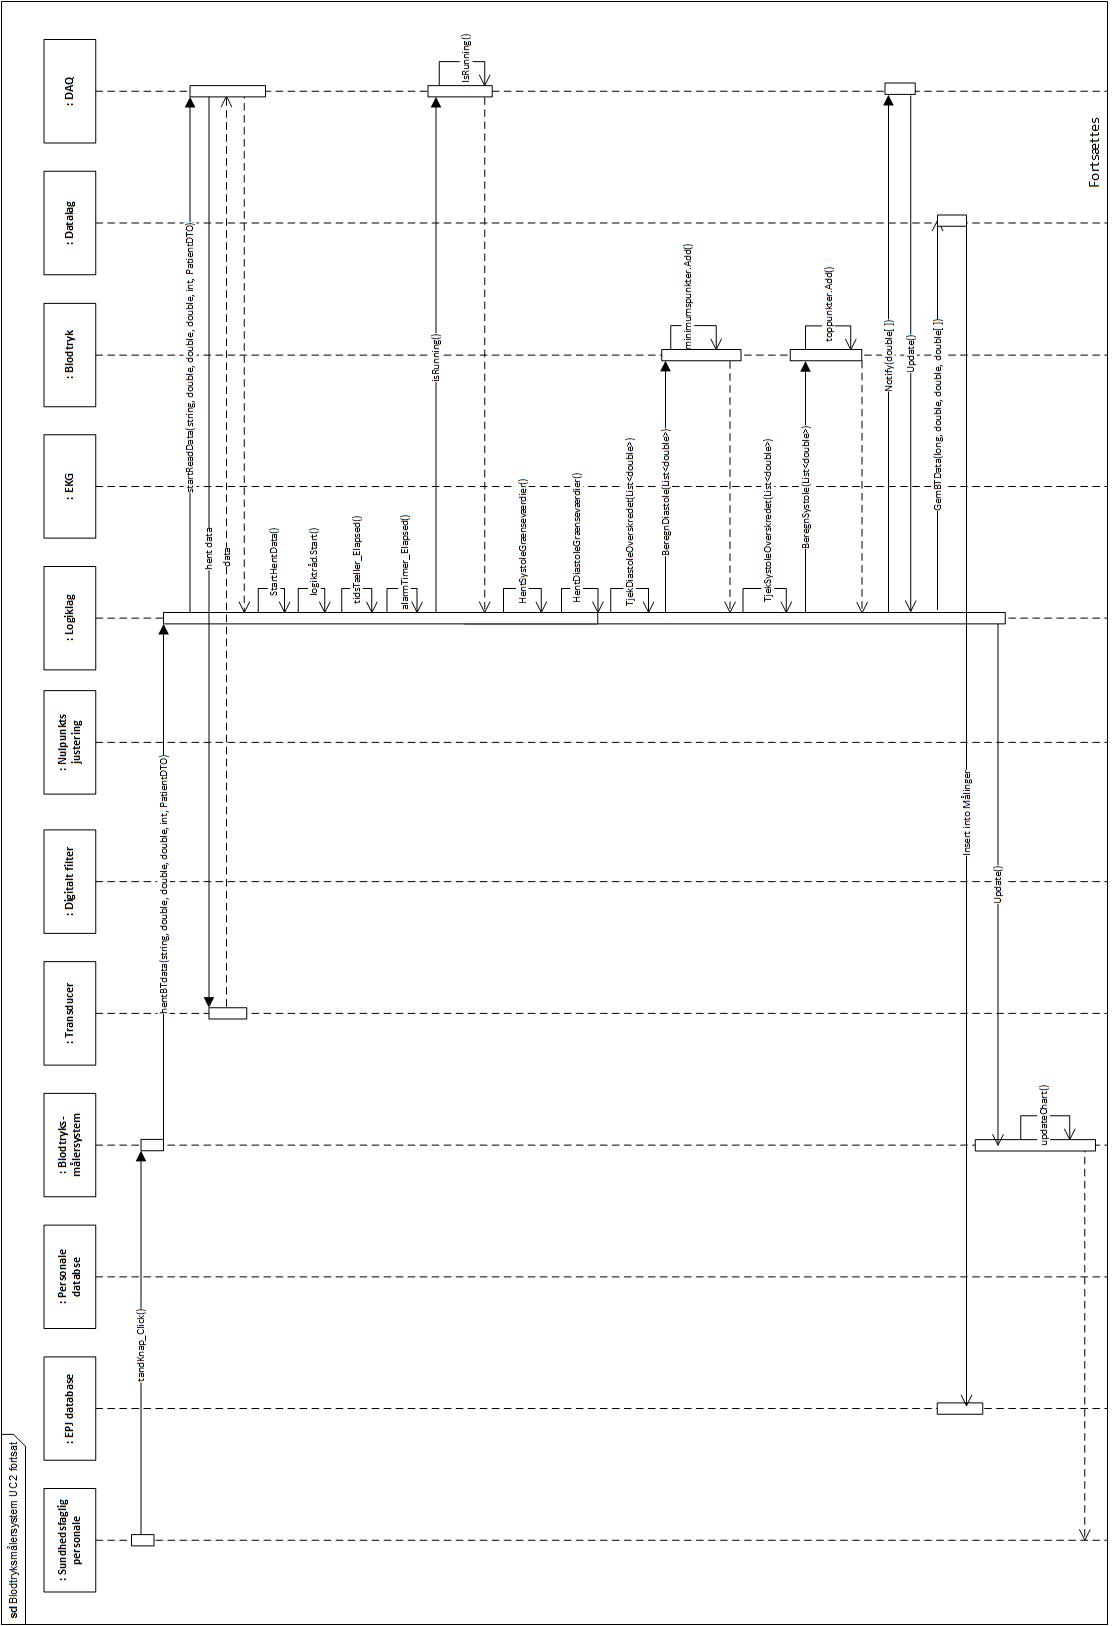 sd Blodtryksmålersystem UC2 fortsat
: Sundhedsfaglig
personale
: EPJ database
: Personale
databse
: Blodtryks-
målersystem
: Transducer
: Digitalt filter
: Nulpunkts
justering
: Logiklag
: EKG
: Blodtryk
: Datalag
: DAQ
tandKnap_Click()
hentBTdata(string, double, double, int, PatientDTO)
startReadData(string, double, double, double, int, PatientDTO)
hent data
data
StartHentData()
logiktråd.Start()
tidsTæller_Elapsed()
alarmTimer_Elapsed()
isRunning()
IsRunning()
HentSystoleGrænseværdier()
HentDiastoleGrænseværdier()
TjekDiastoleOverskredet(List<double>)
BeregnDiastole(List<double>)
minimumspunkter.Add()
TjekSystoleOverskredet(List<double>)
BeregnSystole(List<double>)
toppunkter.Add()
Notify(double[ ])
Update()
GemBTData(long, double, double, double[ ])
Insert into Målinger
Update()
updateChart()
Fortsættes